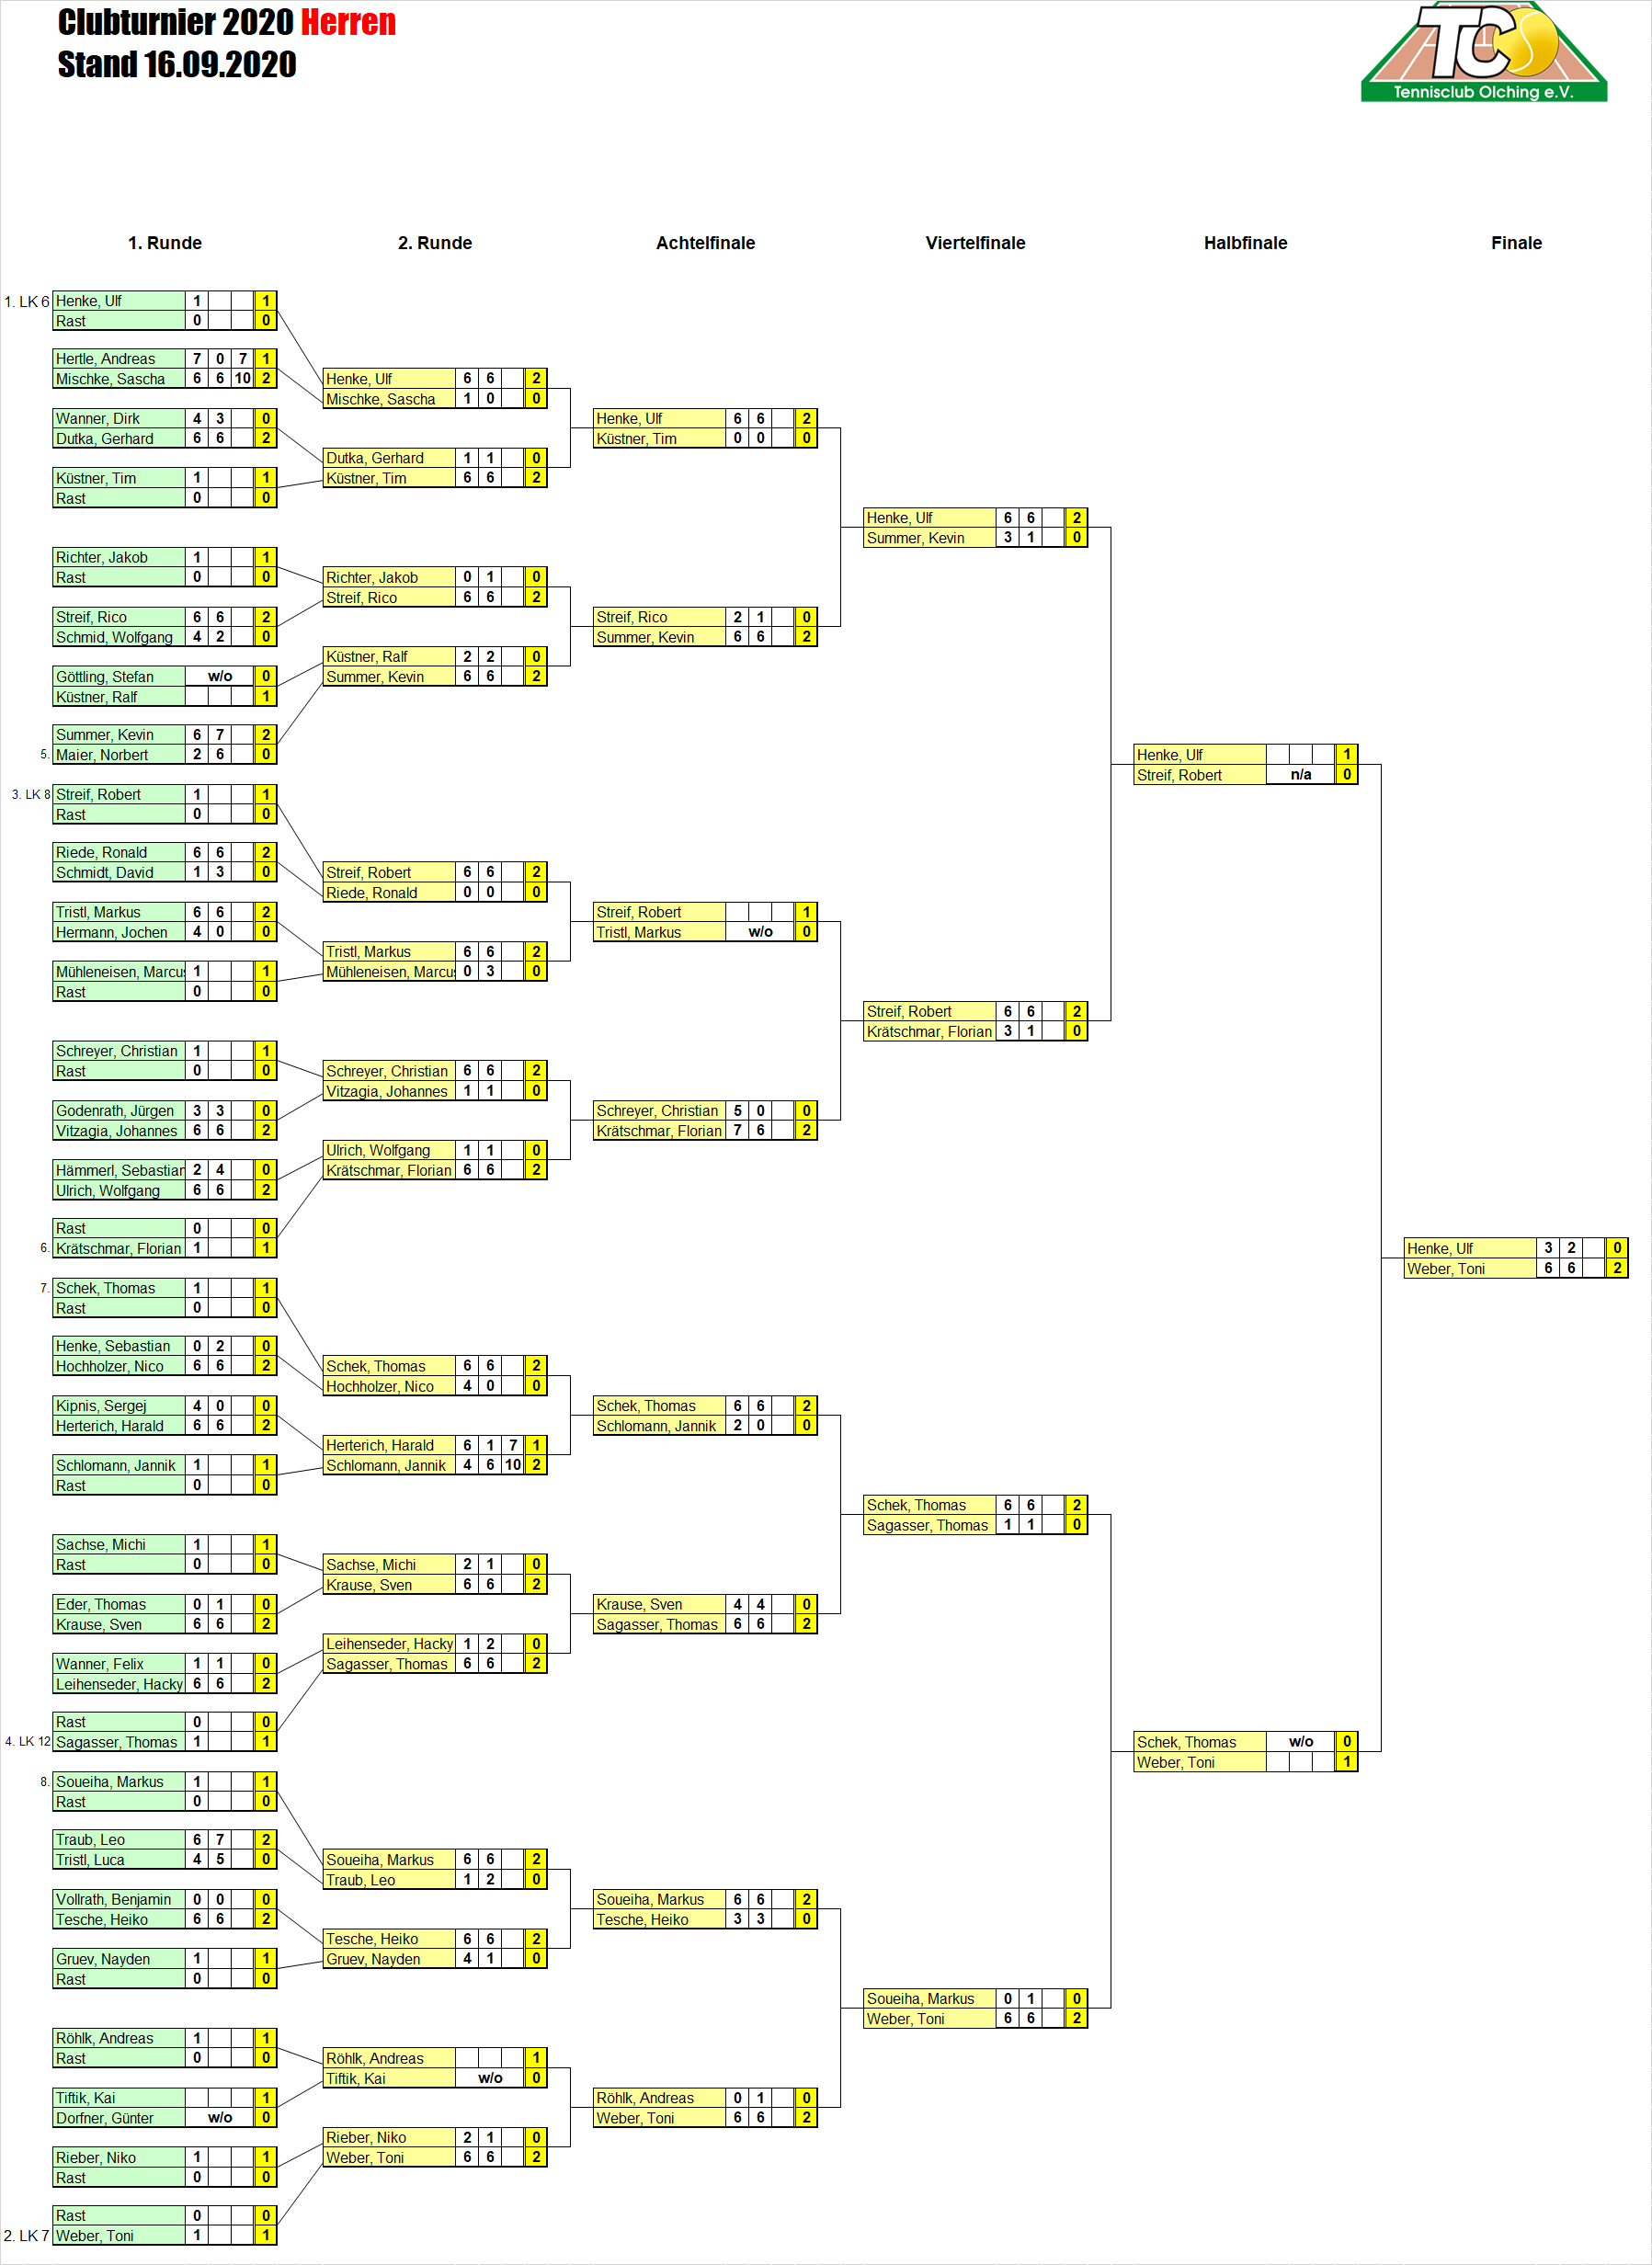 Clubturnier 2020 Herren
Stand 16.09.2020
TCO
Tennisclub Olching e.V.
1. Runde 2. Runde Achtelfinale Viertelfinale Halbfinale Finale
1. LK 6 Henke, Ulf 1 1
Rast 0 0
Hertle, Andreas 7 0 7 1
Mischke, Sascha 6 6 10 2
Wanner, Dirk 4 3 0
Dutka, Gerhard 6 6 2
Küstner, Tim 1 1
Rast 0 0
Richter, Jakob 1 1
Rast 0 0
Streif, Rico 6 6 2
Schmid, Wolfgang 4 2 0
Göttling, Stefan w/o 0
Küstner, Ralf 1
Summer, Kevin 6 7 2
5. Maier, Norbert 2 6 0
3. LK 8 Streif, Robert 1 1
Rast 0 0
Riede, Ronald 6 6 2
Schmidt, David 1 3 0
Tristl, Markus 6 6 2
Hermann, Jochen 4 0 0
Mühleneisen, Marcus 1 1
Rast 0 0
Schreyer, Christian 1 1
Rast 0 0
Godenrath, Jürgen 3 3 0
Vitzagia, Johannes 6 6 2
Hämmerl, Sebastian 2 4 0
Ulrich, Wolfgang 6 6 2
Rast 0 0
6. Krätschmar, Florian 1 1
7. Schek, Thomas 1 1
Rast 0 0
Henke, Sebastian 0 2 0
Hochholzer, Nico 6 6 2
Kipnis, Sergej 4 0 0
Herterich, Harald 6 6 2
Schlomann, Jannik 1 1
Rast 0 0
Sachse, Michi 1 1
Rast 0 0
Eder, Thomas 0 1 0
Krause, Sven 6 6 2
Wanner, Felix 1 1 0
Leihenseder, Hacky 6 6 2
Rast 0 0
4. LK 12 Sagasser, Thomas 1 1
8. Soueiha, Markus 1 1
Rast 0 0
Traub, Leo 6 7 2
Tristl, Luca 4 5 0
Vollrath, Benjamin 0 0 0
Tesche, Heiko 6 6 2
Gruev, Nayden 1 1
Rast 0 0
Röhlk, Andreas 1 1
Rast 0 0
Tiftik, Kai 1
Dorfner, Günter w/o 0
Rieber, Niko 1 1
Rast 0 0
Rast 0 0
2. LK 7 Weber, Toni 1 1
Henke, Ulf 6 6 2
Mischke, Sascha 1 0 0
Dutka, Gerhard 1 1 0
Küstner, Tim 6 6 2
Richter, Jakob 0 1 0
Streif, Rico 6 6 2
Küstner, Ralf 2 2 0
Summer, Kevin 6 6 2
Streif, Robert 6 6 2
Riede, Ronald 0 0 0
Tristl, Markus 6 6 2
Mühleneisen, Marcus 0 3 0
Schreyer, Christian 6 6 2
Vitzagia, Johannes 1 1 0
Ulrich, Wolfgang 1 1 0
Krätschmar, Florian 6 6 2
Schek, Thomas 6 6 2
Hochholzer, Nico 4 0 0
Herterich, Harald 6 1 7 1
Schlomann, Jannik 4 6 10 2
Sachse, Michi 2 1 0
Krause, Sven 6 6 2
Leihenseder, Hacky 1 2 0
Sagasser, Thomas 6 6 2
Soueiha, Markus 6 6 2
Traub, Leo 1 2 0
Tesche, Heiko 6 6 2
Gruev, Nayden 4 1 0
Röhlk, Andreas 1
Tiftik, Kai w/o 0
Rieber, Niko 2 1 0
Weber, Toni 6 6 2
Henke, Ulf 6 6 2
Küstner, Tim 0 0 0
Streif, Rico 2 1 0
Summer, Kevin 6 6 2
Streif, Robert 1
Tristl, Markus w/o 0
Schreyer, Christian 5 0 0
Krätschmar, Florian 7 6 2
Schek, Thomas 6 6 2
Schlomann, Jannik 2 0 0
Krause, Sven 4 4 0
Sagasser, Thomas 6 6 2
Soueiha, Markus 6 6 2
Tesche, Heiko 3 3 0
Röhlk, Andreas 0 1 0
Weber, Toni 6 6 2
Henke, Ulf 6 6 2
Summer, Kevin 3 1 0
Streif, Robert 6 6 2
Krätschmar, Florian 3 1 0
Schek, Thomas 6 6 2
Sagasser, Thomas 1 1 0
Soueiha, Markus 0 1 0
Weber, Toni 6 6 2
Henke, Ulf 1
Streif, Robert n/a 0
Schek, Thomas w/o 0
Weber, Toni 1
Henke, Ulf 3 2 0
Weber, Toni 6 6 2